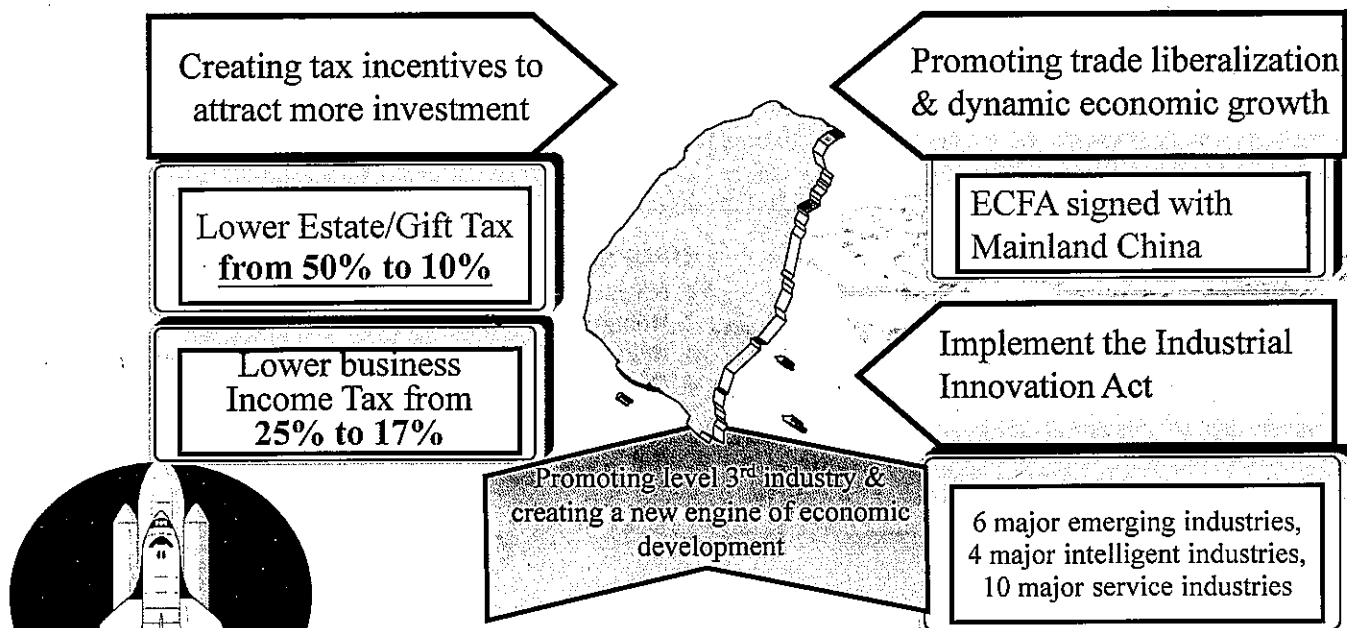 Creating tax incentives to
attract more investment
Lower Estate/Gift Tax
from 50% to 10%
Lower business
Income Tax from
25% to 17%
Promoting trade liberalization
& dynamic economic growth
ECFA signed with
Mainland China
Implement the Industrial
Innovation Act
6 major emerging industries,
4 major intelligent industries,
10 major service industries
Promoting level 3rd industry &
creating a new engine of economic
development